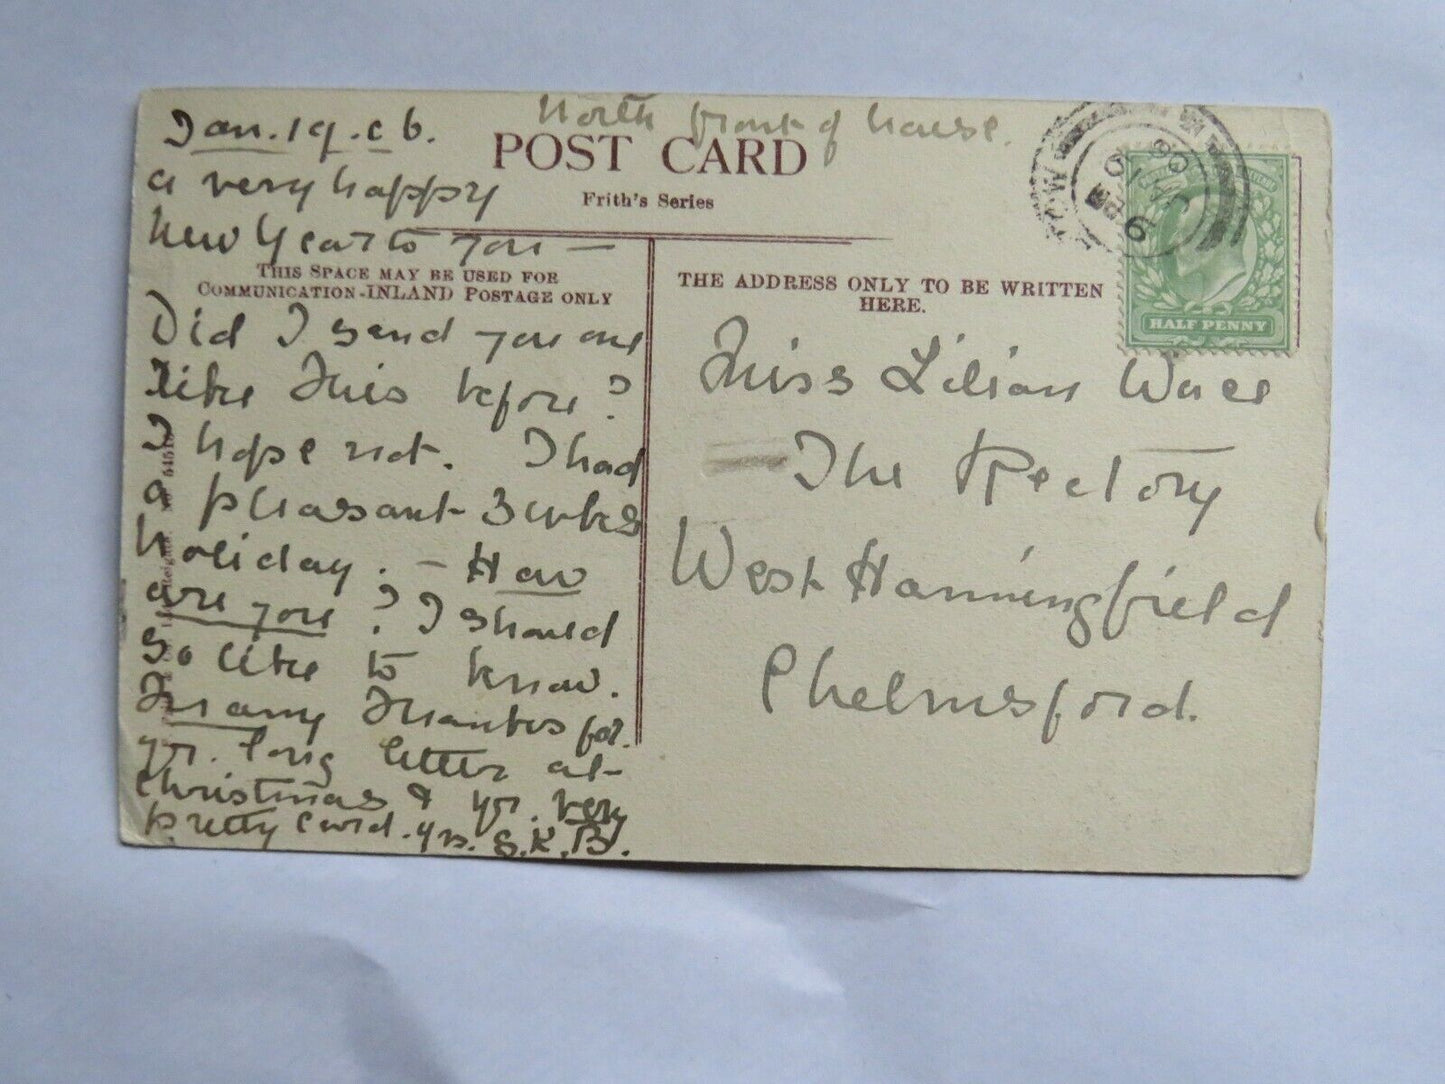 Jan. 19. 06.
North front of house.
POST CARD
Frith's Series
a very happy
New Year to you —
THIS SPACE MAY BE USED FOR
COMMUNICATION-INLAND POSTAGE ONLY
Did I send you one
like this before?
I hope not. I had
a pleasant 3 wks
holiday. – How
are you? I should
so like to know.
Many thanks for
yr. long letter at
Christmas & yr. very
pretty card. yrs. S.K.B.
THE ADDRESS ONLY TO BE WRITTEN
HERE.
HALF PENNY
Miss Lilian
The Rectory
West Hanningfield
Chelmsford.